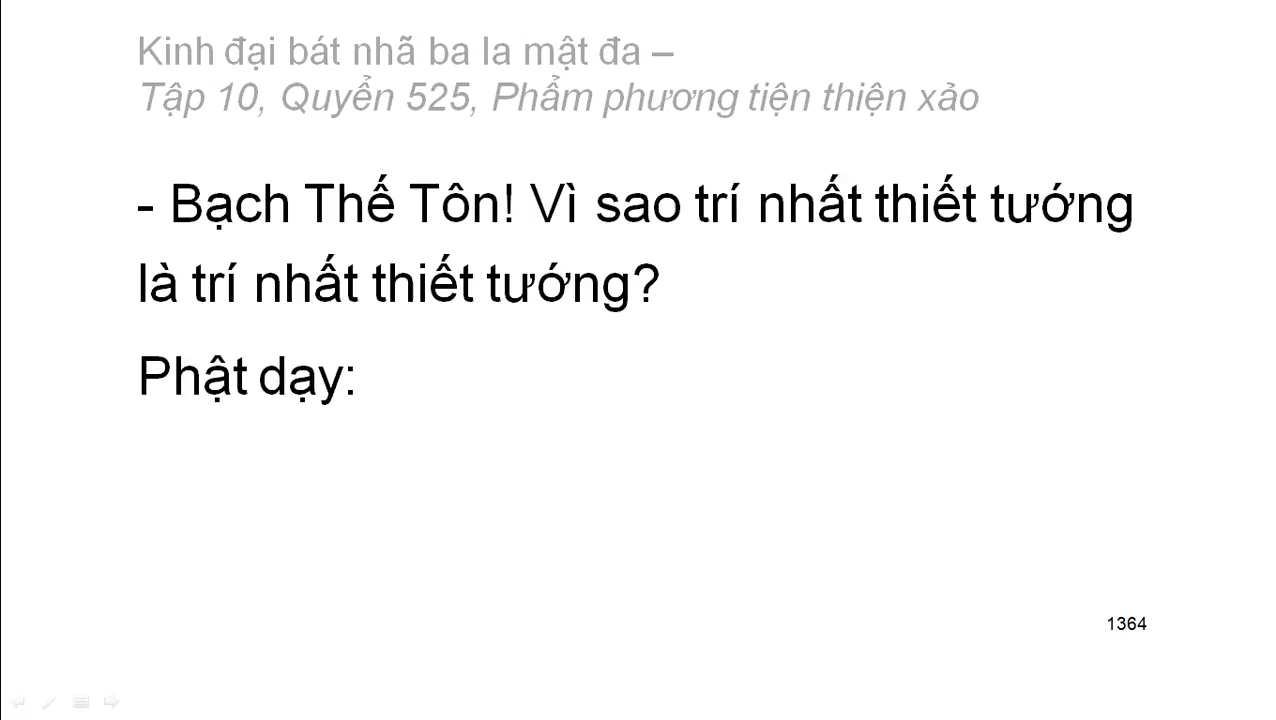 Kinh đại bát nhã ba la mật đa –
Tập 10, Quyển 525, Phẩm phương tiện thiện xảo
- Bạch Thế Tôn! Vì sao trí nhất thiết tướng
là trí nhất thiết tướng?
Phật dạy:
1364